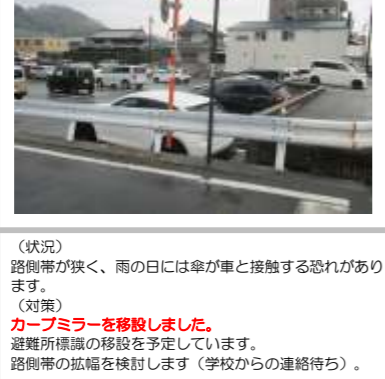 （状況）
路側帯が狭く、雨の日には傘が車と接触する恐れがあり
ます。
（対策）
カーブミラーを移設しました。
避難所標識の移設を予定しています。
路側帯の拡幅を検討します（学校からの連絡待ち）。